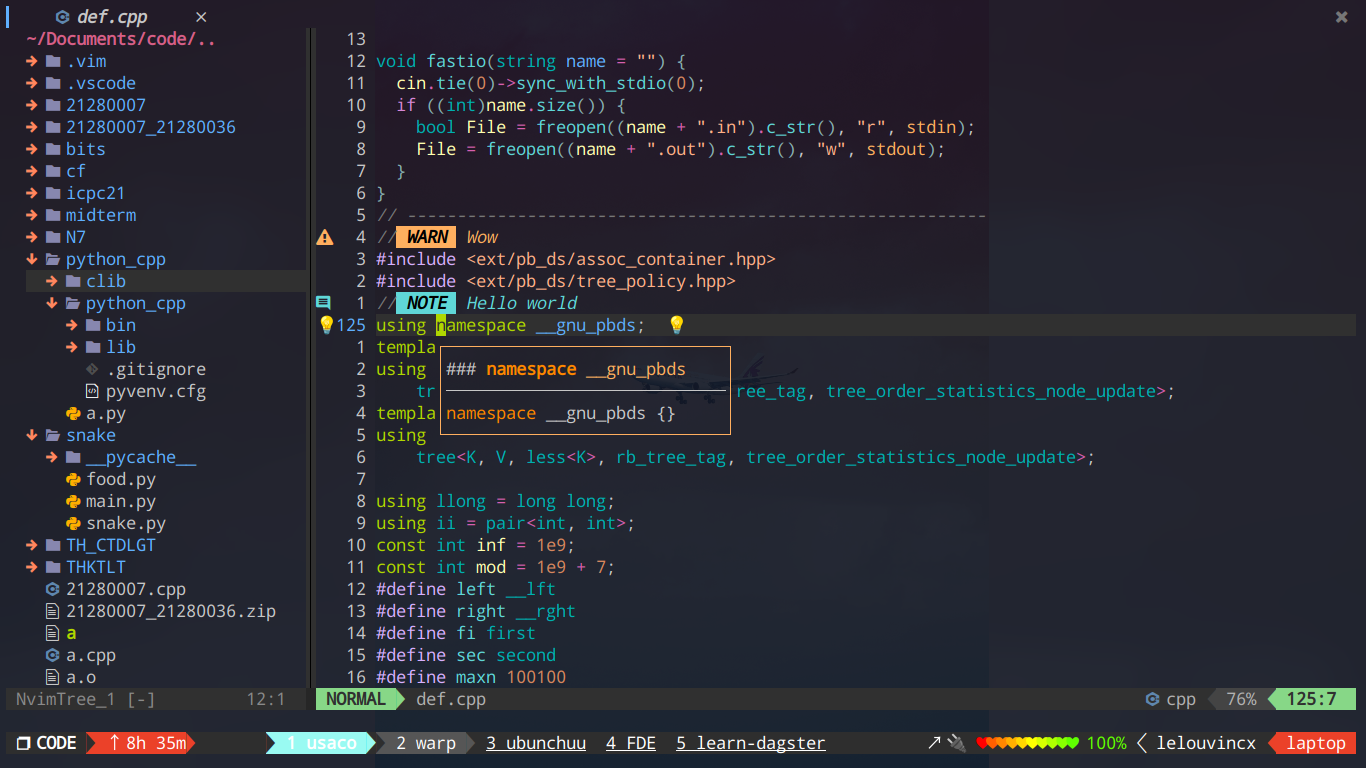 def.cpp ×
~/Documents/code/..
.vim
.vscode
21280007
21280007_21280036
bits
cf
icpc21
midterm
N7
python_cpp
clib
python_cpp
bin
lib
.gitignore
pyvenv.cfg
a.py
snake
__pycache__
food.py
main.py
snake.py
TH_CTDLGT
THKTLT
21280007.cpp
21280007_21280036.zip
a
a.cpp
a.o
NvimTree_1 [-] 12:1
13
12 void fastio(string name = "") {
11 cin.tie(0)->sync_with_stdio(0);
10 if ((int)name.size()) {
9 bool File = freopen((name + ".in").c_str(), "r", stdin);
8 File = freopen((name + ".out").c_str(), "w", stdout);
7 }
6 }
5 // ----------------------------------------------------------
4 // WARN Wow
3 #include <ext/pb_ds/assoc_container.hpp>
2 #include <ext/pb_ds/tree_policy.hpp>
1 // NOTE Hello world
125 using namespace __gnu_pbds;
1 templa
2 using
3 tr ree_tag, tree_order_statistics_node_update>;
4 templa
5 using
6 tree<K, V, less<K>, rb_tree_tag, tree_order_statistics_node_update>;
7
8 using llong = long long;
9 using ii = pair<int, int>;
10 const int inf = 1e9;
11 const int mod = 1e9 + 7;
12 #define left __lft
13 #define right __rght
14 #define fi first
15 #define sec second
16 #define maxn 100100
### namespace __gnu_pbds
namespace __gnu_pbds {}
NORMAL def.cpp cpp 76% 125:7
CODE ↑ 8h 35m 1 usaco 2 warp 3 ubunchuu 4 FDE 5 learn-dagster 100% lelouvincx laptop